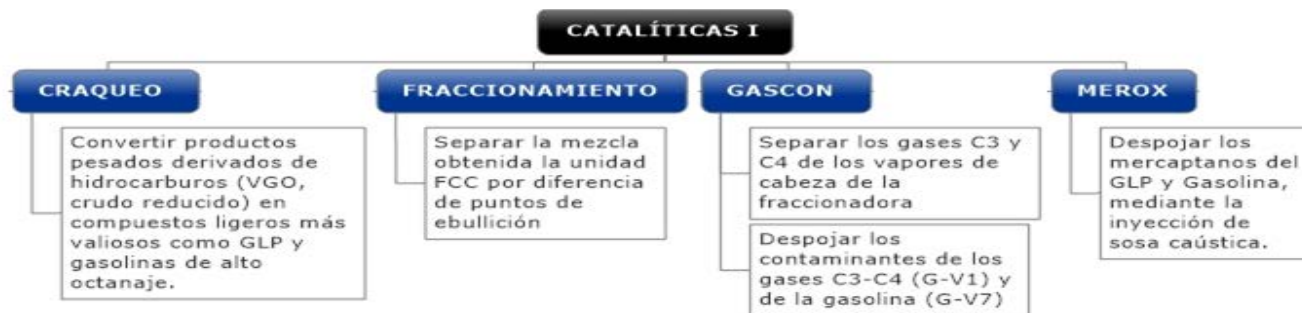 CATALÍTICAS I
CRAQUEO
Convertir productos
pesados derivados de
hidrocarburos (VGO,
crudo reducido) en
compuestos ligeros más
valiosos como GLP y
gasolinas de alto
octanaje.
FRACCIONAMIENTO
Separar la mezcla
obtenida la unidad
FCC por diferencia
de puntos de
ebullición
GASCON
Separar los gases C3 y
C4 de los vapores de
cabeza de la
fraccionadora
Despojar los
contaminantes de los
gases C3-C4 (G-V1) y
de la gasolina (G-V7)
MEROX
Despojar los
mercaptanos del
GLP y Gasolina,
mediante la
inyección de
sosa caústica.